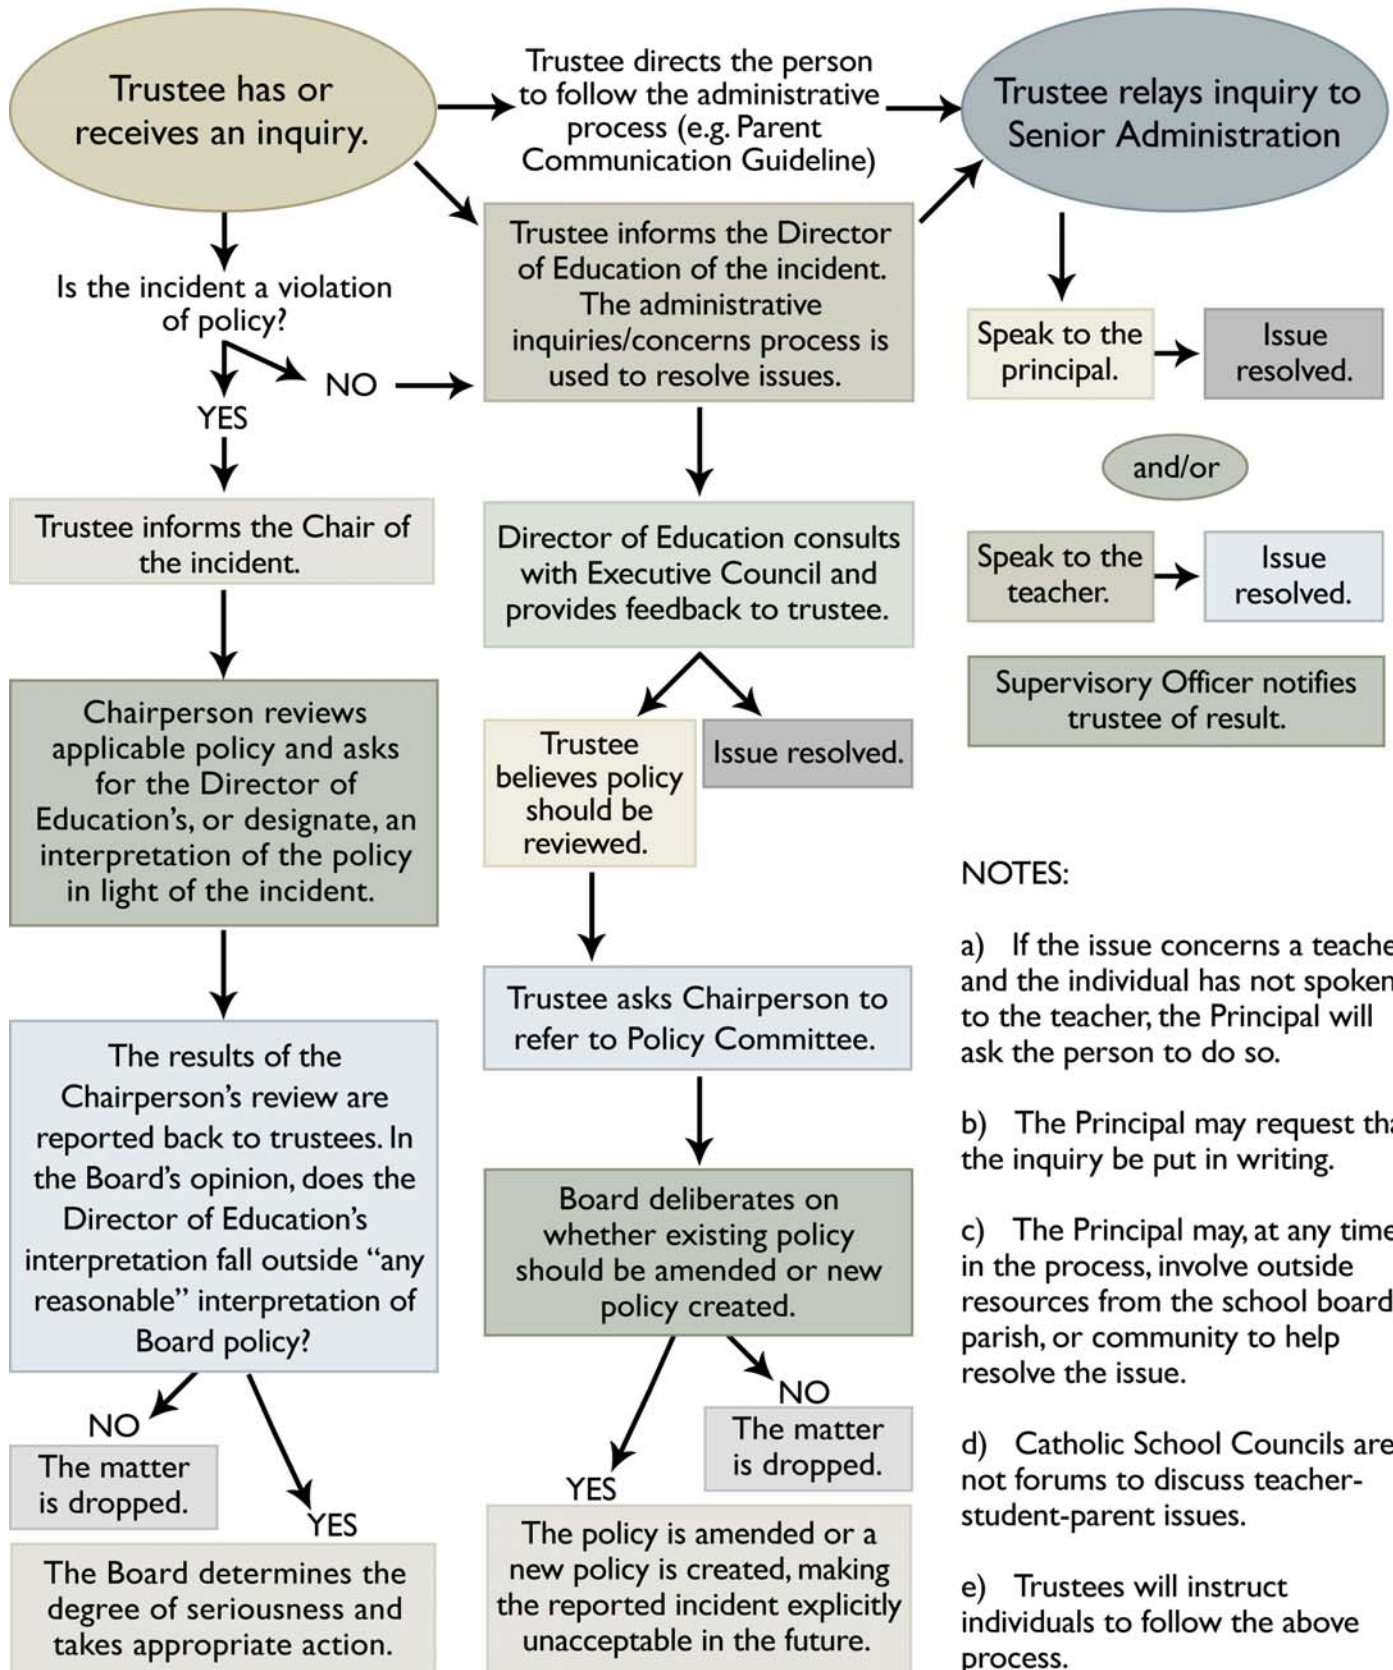 Trustee has or
receives an inquiry.
Trustee directs the person
to follow the administrative
process (e.g. Parent
Communication Guideline)
Trustee relays inquiry to
Senior Administration
Is the incident a violation
of policy?
NO
YES
Trustee informs the Director
of Education of the incident.
The administrative
inquiries/concerns process is
used to resolve issues.
Speak to the
principal.
Issue
resolved.
and/or
Speak to the
teacher.
Issue
resolved.
Supervisory Officer notifies
trustee of result.
Trustee informs the Chair of
the incident.
Chairperson reviews
applicable policy and asks
for the Director of
Education’s, or designate, an
interpretation of the policy
in light of the incident.
The results of the
Chairperson’s review are
reported back to trustees. In
the Board’s opinion, does the
Director of Education’s
interpretation fall outside “any
reasonable” interpretation of
Board policy?
NO
The matter
is dropped.
YES
The Board determines the
degree of seriousness and
takes appropriate action.
Director of Education consults
with Executive Council and
provides feedback to trustee.
Trustee
believes policy
should be
reviewed.
Issue resolved.
Trustee asks Chairperson to
refer to Policy Committee.
Board deliberates on
whether existing policy
should be amended or new
policy created.
NO
The matter
is dropped.
YES
The policy is amended or a
new policy is created, making
the reported incident explicitly
unacceptable in the future.
NOTES:
a) If the issue concerns a teache
and the individual has not spoken
to the teacher, the Principal will
ask the person to do so.
b) The Principal may request tha
the inquiry be put in writing.
c) The Principal may, at any time
in the process, involve outside
resources from the school board
parish, or community to help
resolve the issue.
d) Catholic School Councils are
not forums to discuss teacher-
student-parent issues.
e) Trustees will instruct
individuals to follow the above
process.